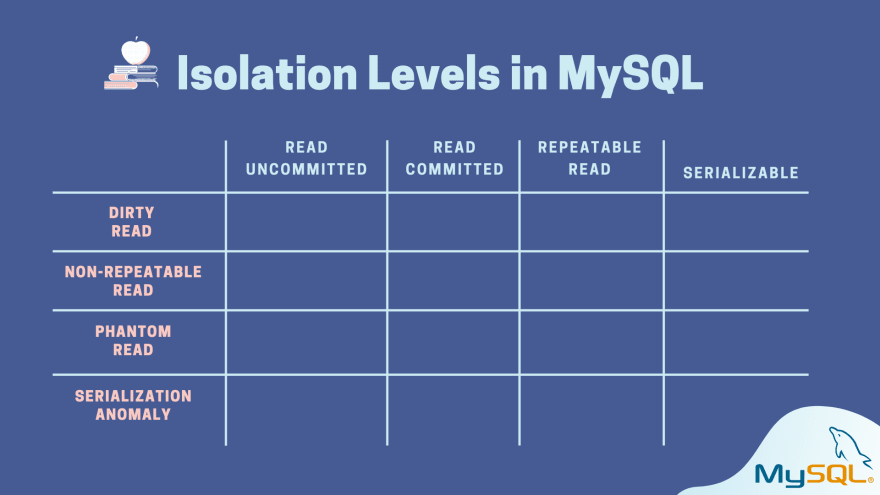 Isolation Levels in MySQL
READ
UNCOMMITTED
READ
COMMITTED
REPEATABLE
READ
SERIALIZABLE
DIRTY
READ
NON-REPEATABLE
READ
PHANTOM
READ
SERIALIZATION
ANOMALY
MySQL®